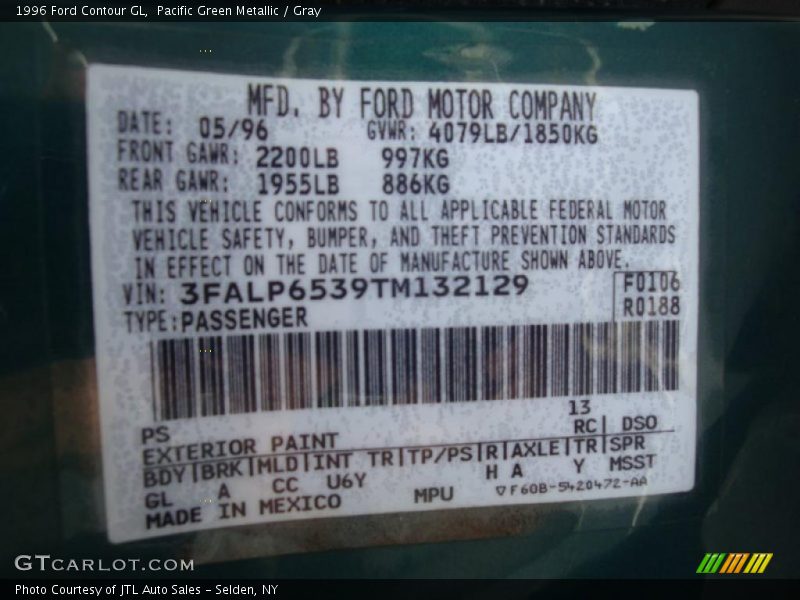 1996 Ford Contour GL,  Pacific Green Metallic / Gray
MFD. BY FORD MOTOR COMPANY
DATE: 05/96 GVWR: 4079LB/1850KG
FRONT GAWR: 2200LB 997KG
REAR GAWR: 1955LB 886KG
THIS VEHICLE CONFORMS TO ALL APPLICABLE FEDERAL MOTOR
VEHICLE SAFETY, BUMPER, AND THEFT PREVENTION STANDARDS
IN EFFECT ON THE DATE OF MANUFACTURE SHOWN ABOVE.
VIN: 3FALP6539TM132129 F0106
TYPE: PASSENGER R0188
13
PS RC DSO
EXTERIOR PAINT
BDY BRK MLD INT TR TP/PS R AXLE TR SPR
GL A CC U6Y H A Y MSST
MADE IN MEXICO MPU ▽F60B-5420472-AA
GTCARLOT.COM
Photo Courtesy of JTL Auto Sales - Selden, NY